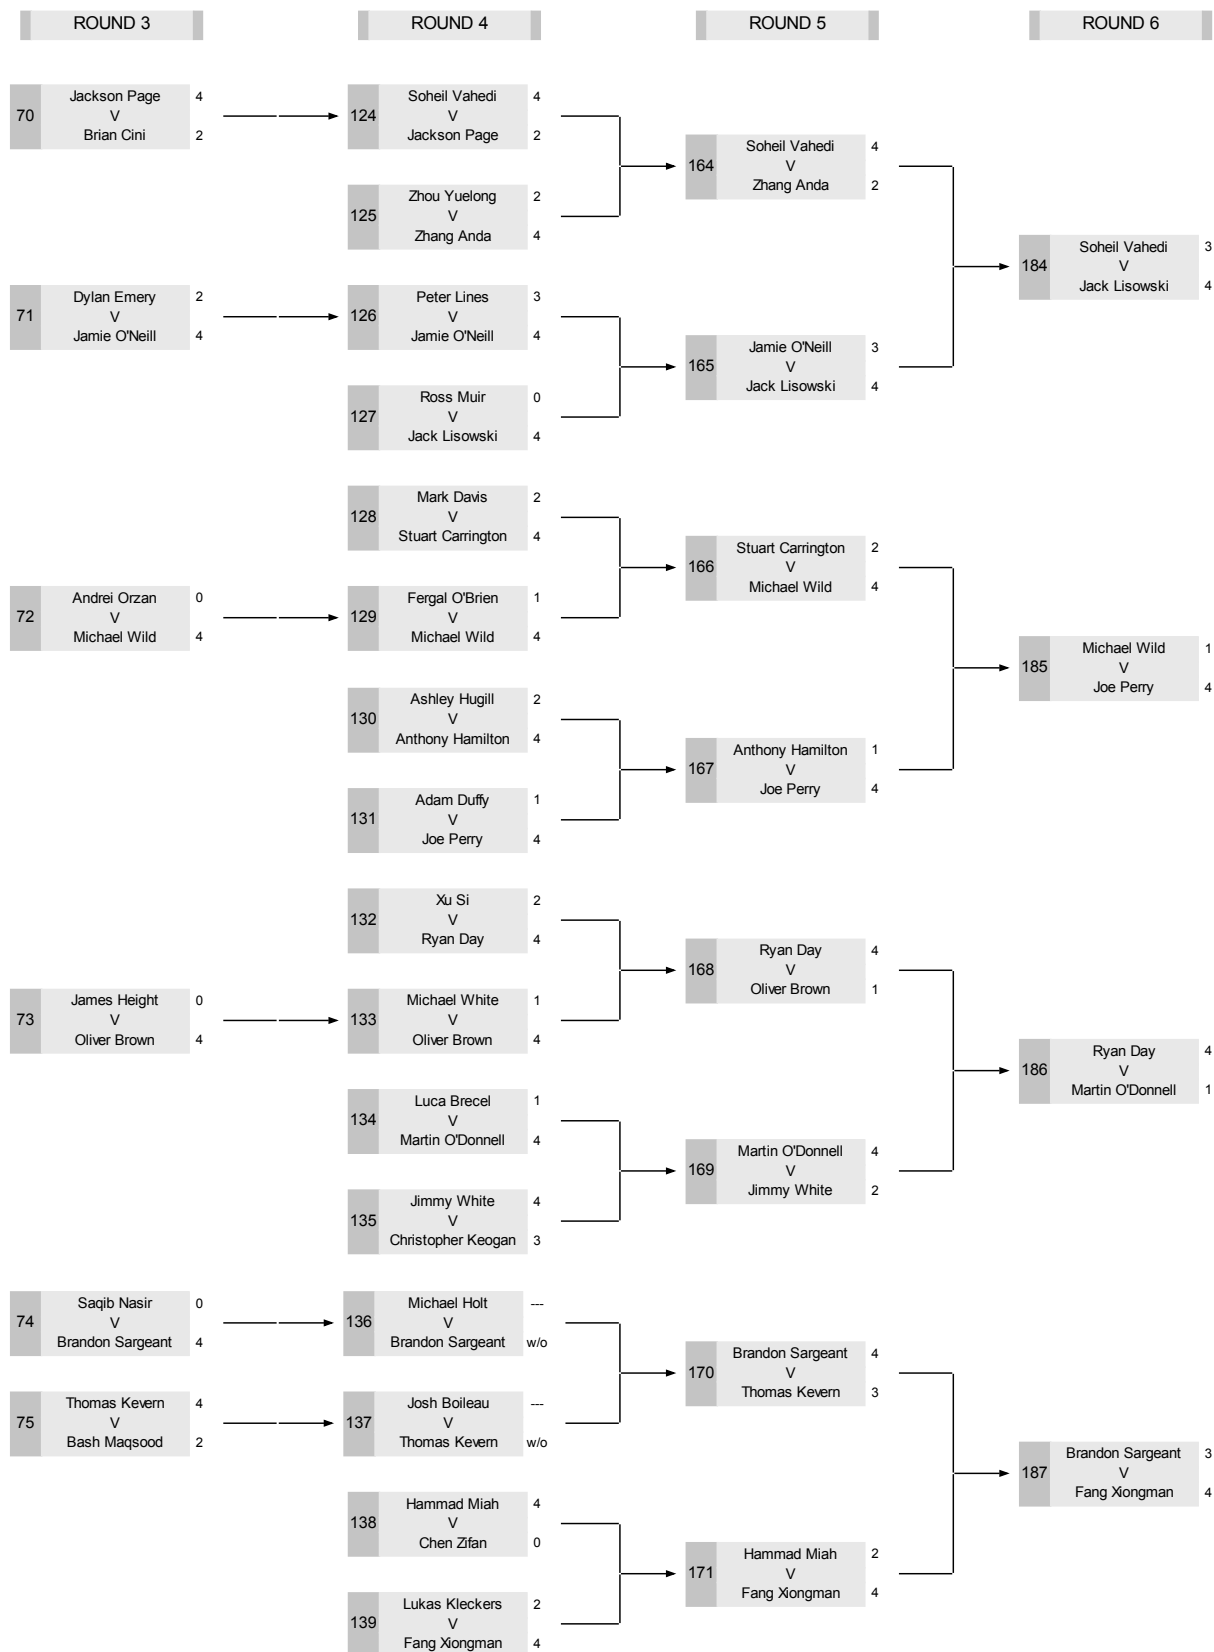 ROUND 3
ROUND 4
ROUND 5
ROUND 6
70
Jackson Page 4
V
Brian Cini 2
71
Dylan Emery 2
V
Jamie O'Neill 4
72
Andrei Orzan 0
V
Michael Wild 4
73
James Height 0
V
Oliver Brown 4
74
Saqib Nasir 0
V
Brandon Sargeant 4
75
Thomas Kevern 4
V
Bash Maqsood 2
124
Soheil Vahedi 4
V
Jackson Page 2
125
Zhou Yuelong 2
V
Zhang Anda 4
126
Peter Lines 3
V
Jamie O'Neill 4
127
Ross Muir 0
V
Jack Lisowski 4
128
Mark Davis 2
V
Stuart Carrington 4
129
Fergal O'Brien 1
V
Michael Wild 4
130
Ashley Hugill 2
V
Anthony Hamilton 4
131
Adam Duffy 1
V
Joe Perry 4
132
Xu Si 2
V
Ryan Day 4
133
Michael White 1
V
Oliver Brown 4
134
Luca Brecel 1
V
Martin O'Donnell 4
135
Jimmy White 4
V
Christopher Keogan 3
136
Michael Holt ---
V
Brandon Sargeant w/o
137
Josh Boileau ---
V
Thomas Kevern w/o
138
Hammad Miah 4
V
Chen Zifan 0
139
Lukas Kleckers 2
V
Fang Xiongman 4
164
Soheil Vahedi 4
V
Zhang Anda 2
165
Jamie O'Neill 3
V
Jack Lisowski 4
166
Stuart Carrington 2
V
Michael Wild 4
167
Anthony Hamilton 1
V
Joe Perry 4
168
Ryan Day 4
V
Oliver Brown 1
169
Martin O'Donnell 4
V
Jimmy White 2
170
Brandon Sargeant 4
V
Thomas Kevern 3
171
Hammad Miah 2
V
Fang Xiongman 4
184
Soheil Vahedi 3
V
Jack Lisowski 4
185
Michael Wild 1
V
Joe Perry 4
186
Ryan Day 4
V
Martin O'Donnell 1
187
Brandon Sargeant 3
V
Fang Xiongman 4